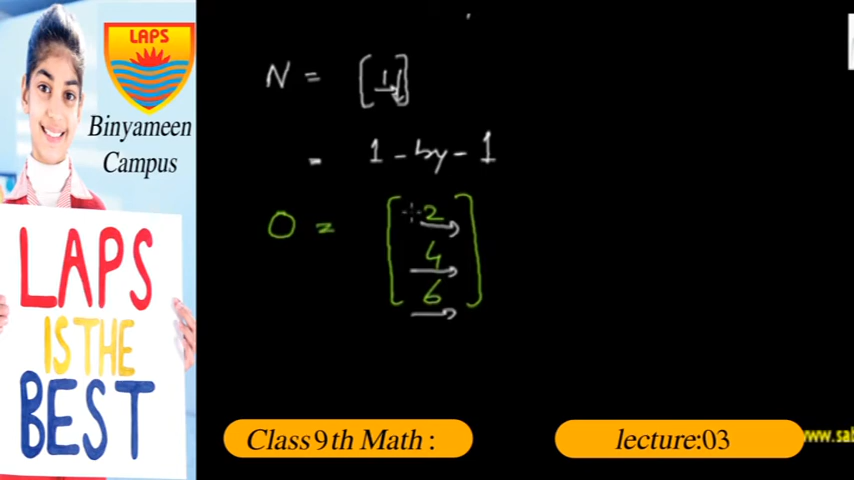 LAPS
Binyameen
Campus
LAPS
IS THE
BEST
N = [1]
= 1 - by - 1
O = [2
4
6]
Class 9th Math :
lecture:03
www.sab